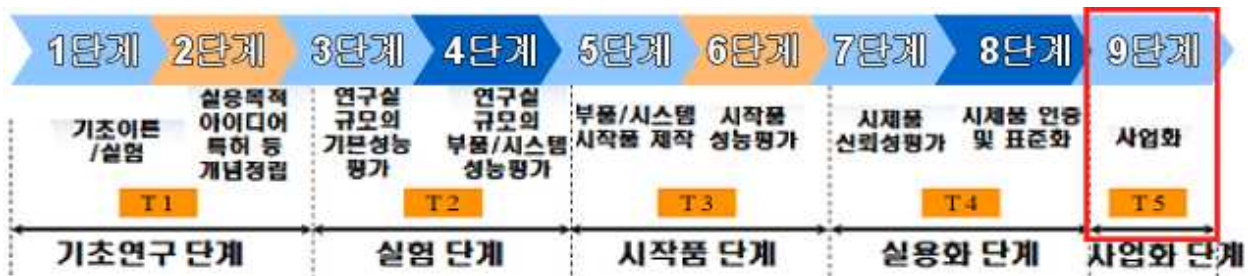 1단계 2단계 3단계 4단계 5단계 6단계 7단계 8단계 9단계
기초이론
/실험
실용목적
아이디어
특허 등
개념정립
연구실
규모의
기본성능
평가
연구실
규모의
부품/시스템
성능평가
부품/시스템
시작품 제작
시작품
성능평가
시제품
신뢰성평가
시제품 인증
및 표준화
사업화
T 1 T 2 T 3 T 4 T 5
기초연구 단계 실험 단계 시작품 단계 실용화 단계 사업화 단계